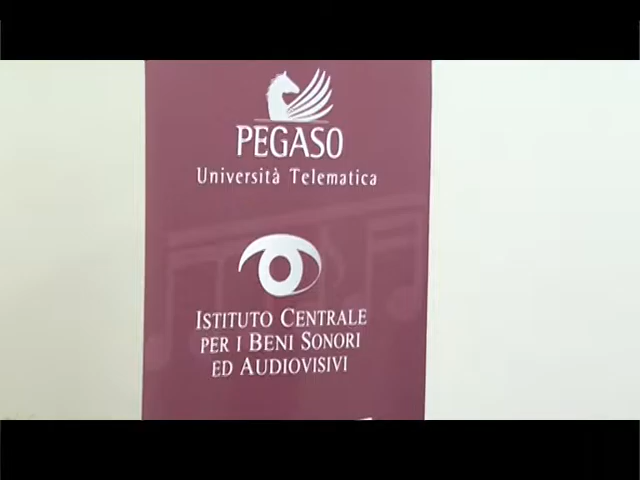 PEGASO
Università Telematica
ISTITUTO CENTRALE
PER I BENI SONORI
ED AUDIOVISIVI